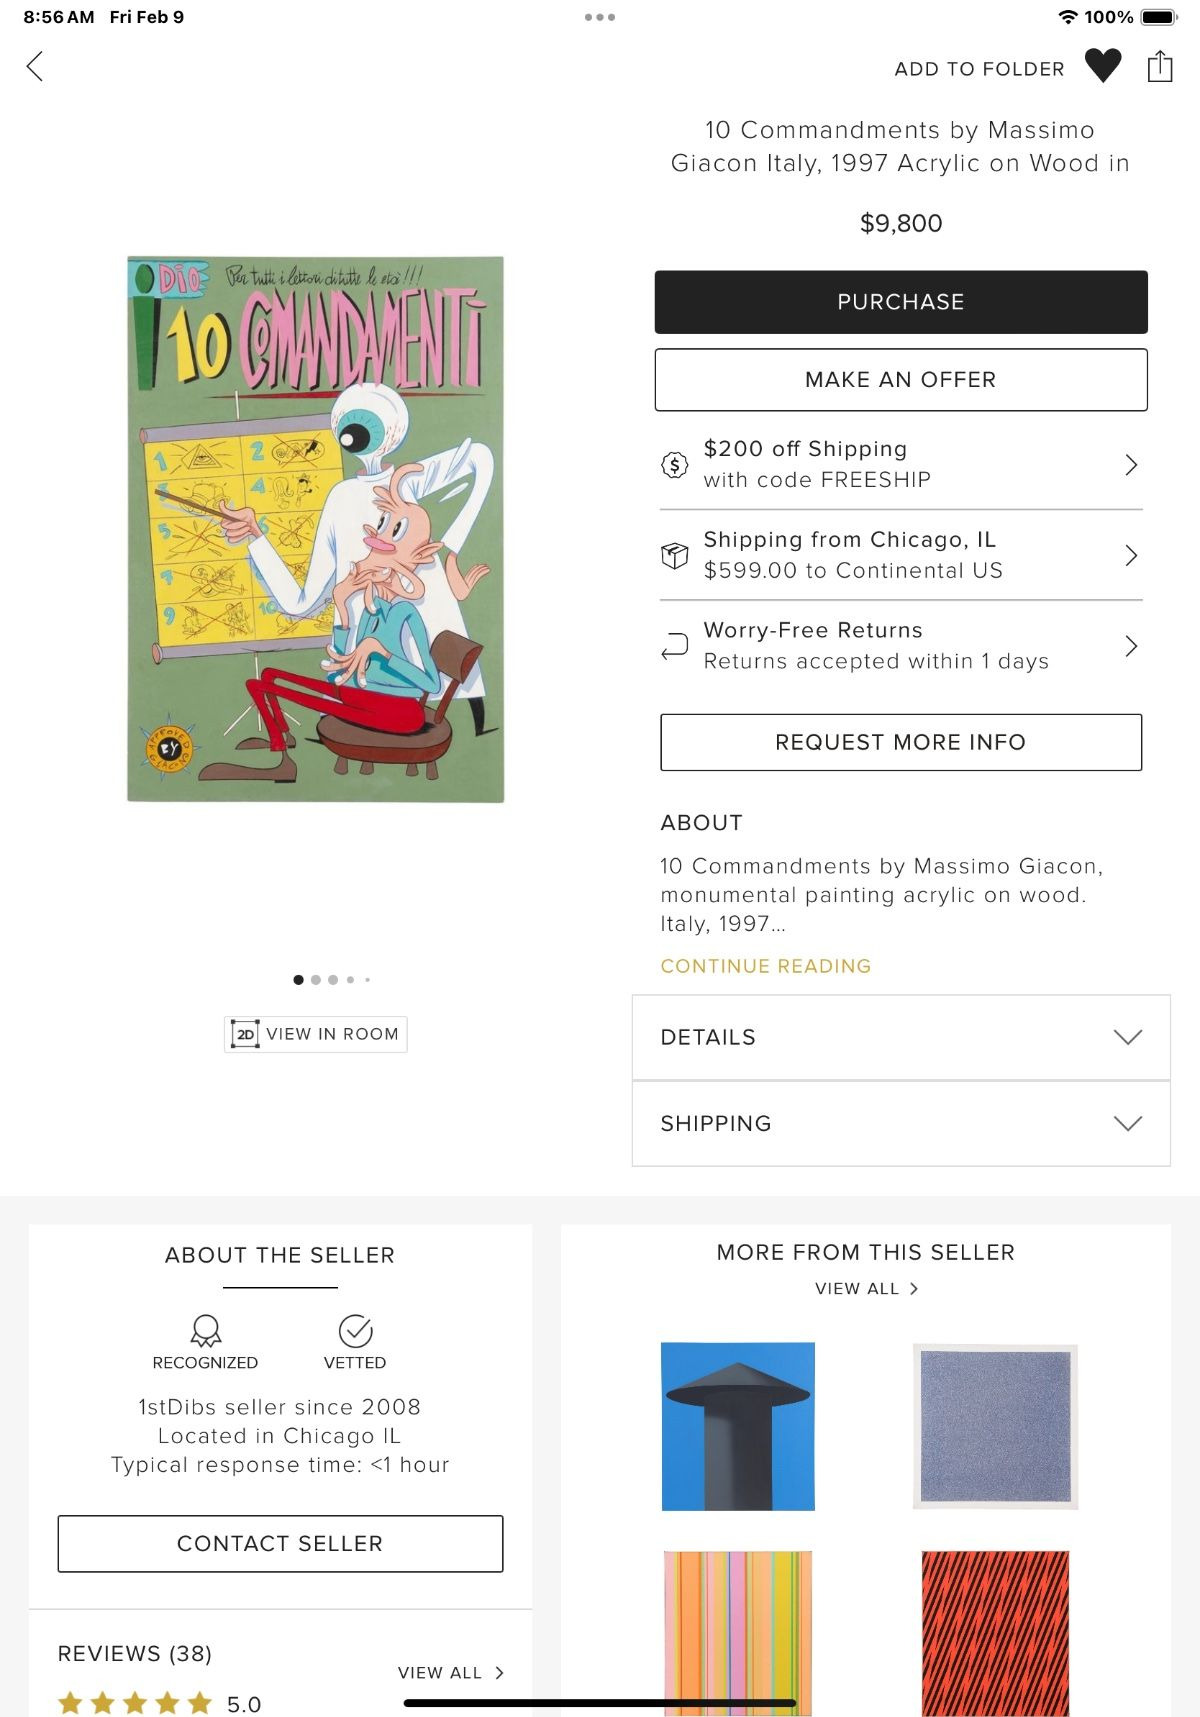 8:56 AM Fri Feb 9
100%
ADD TO FOLDER
10 Commandments by Massimo
Giacon Italy, 1997 Acrylic on Wood in
$9,800
PURCHASE
MAKE AN OFFER
$200 off Shipping
with code FREESHIP
Shipping from Chicago, IL
$599.00 to Continental US
Worry-Free Returns
Returns accepted within 1 days
REQUEST MORE INFO
ABOUT
10 Commandments by Massimo Giacon,
monumental painting acrylic on wood.
Italy, 1997...
CONTINUE READING
DETAILS
SHIPPING
DIO
Per tutti i lettori di tutte le età!!!
10 COMANDAMENTI
1 2
3 4
5 6
7
9 10
APPROVED BY GIACON
2D VIEW IN ROOM
ABOUT THE SELLER
RECOGNIZED
VETTED
1stDibs seller since 2008
Located in Chicago IL
Typical response time: <1 hour
CONTACT SELLER
REVIEWS (38)
VIEW ALL >
5.0
MORE FROM THIS SELLER
VIEW ALL >